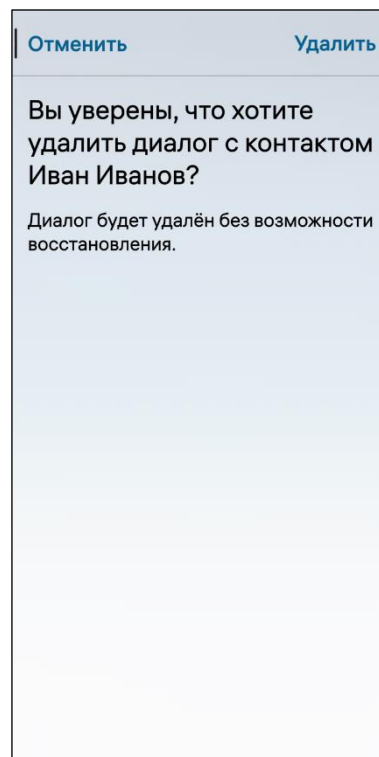 Отменить Удалить
Вы уверены, что хотите
удалить диалог с контактом
Иван Иванов?
Диалог будет удалён без возможности
восстановления.